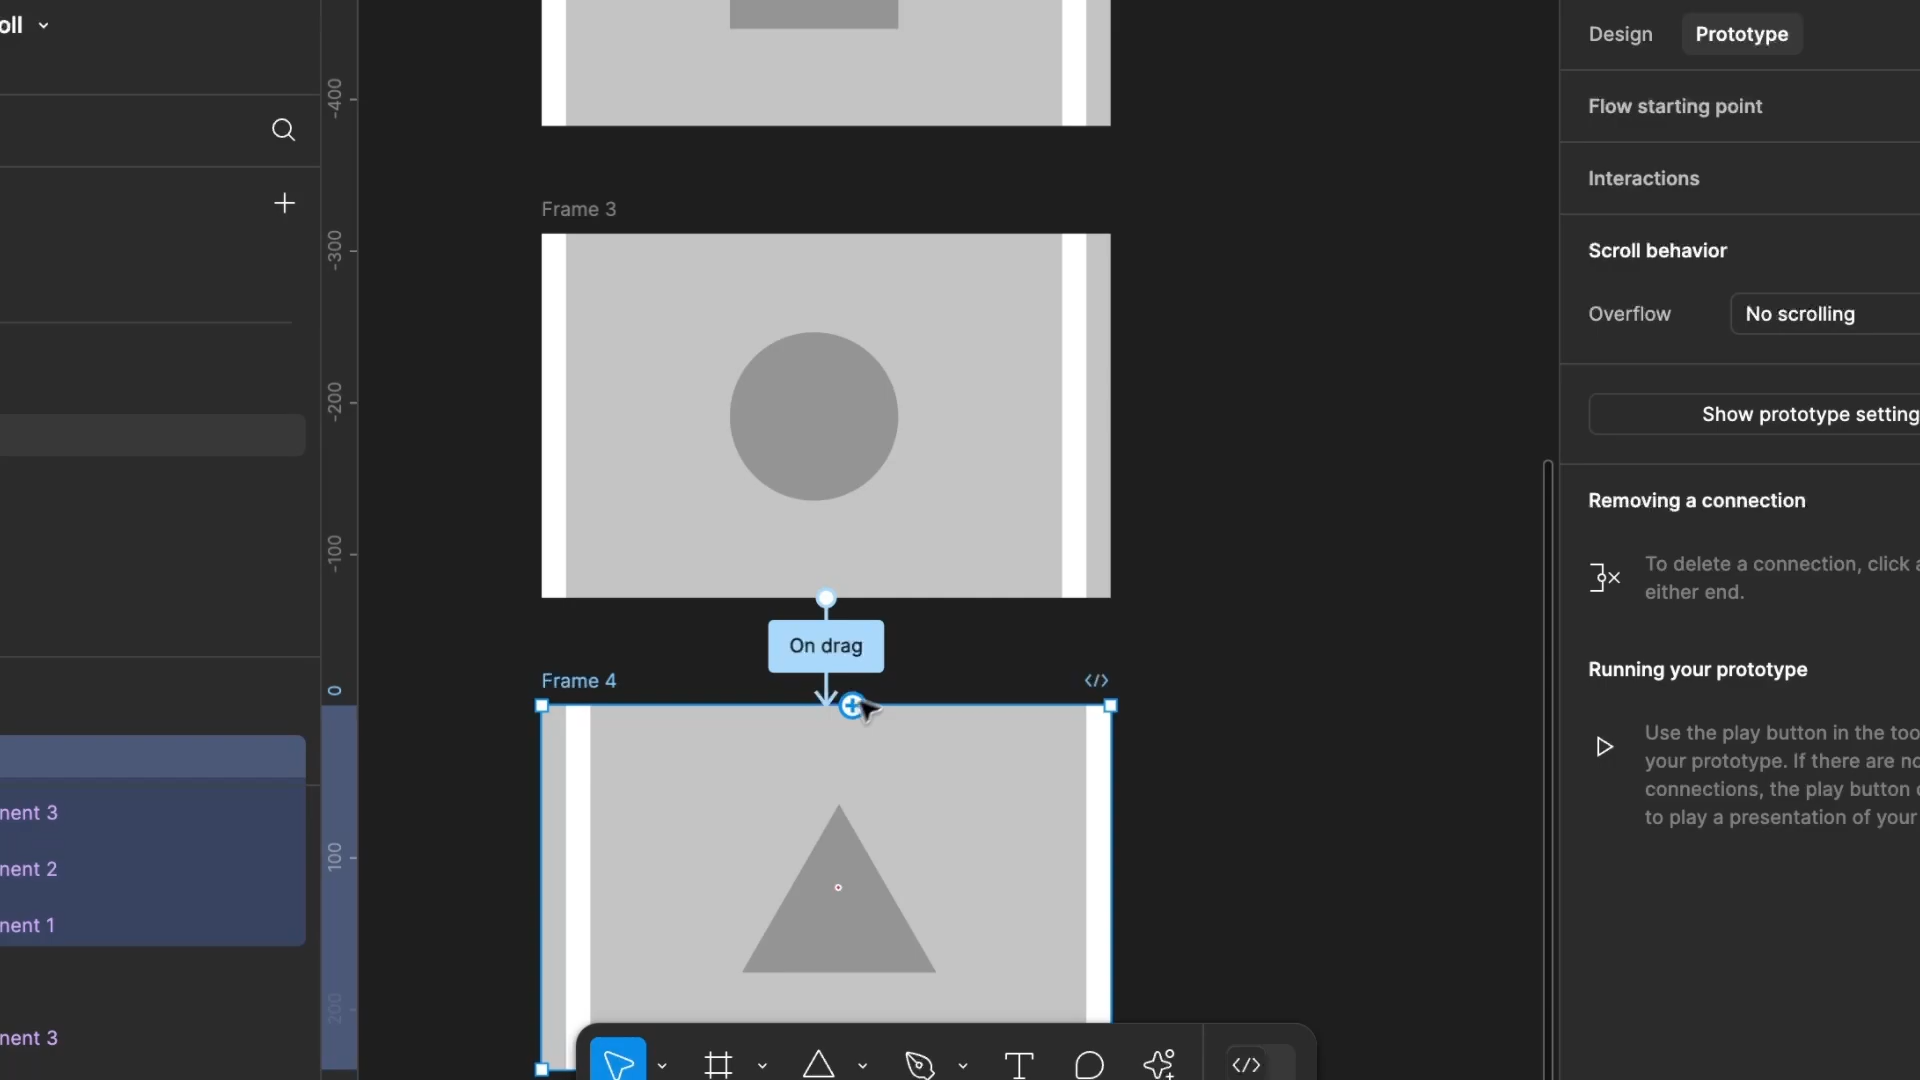 oll
Design
Prototype
Flow starting point
Interactions
Scroll behavior
Overflow
No scrolling
Show prototype setting
Removing a connection
To delete a connection, click a
either end.
Running your prototype
Use the play button in the too
your prototype. If there are no
connections, the play button
to play a presentation of your
-400
-300
-200
-100
0
100
200
Frame 3
On drag
Frame 4
nent 3
nent 2
nent 1
nent 3